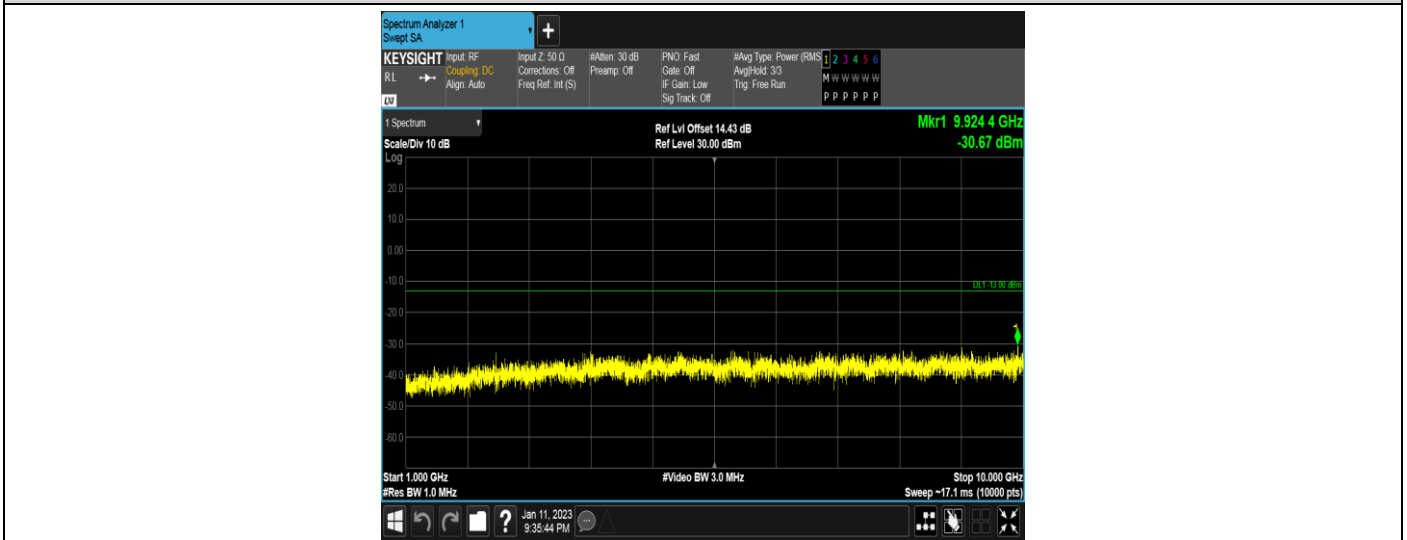 Spectrum Analyzer 1
Swept SA
+
KEYSIGHT
RL
LXI
Input: RF
Coupling: DC
Align: Auto
Input Z: 50 Ω
Corrections: Off
Freq Ref: Int (S)
#Atten: 30 dB
Preamp: Off
PNO: Fast
Gate: Off
IF Gain: Low
Sig Track: Off
#Avg Type: Power (RMS
Avg|Hold: 3/3
Trig: Free Run
1 2 3 4 5 6
M W W W W W
P P P P P P
1 Spectrum
Scale/Div 10 dB
Log
Ref Lvl Offset 14.43 dB
Ref Level 30.00 dBm
Mkr1 9.924 4 GHz
-30.67 dBm
20.0
10.0
0.00
-10.0
DL1 -13.00 dBm
-20.0
-30.0
-40.0
-50.0
-60.0
Start 1.000 GHz
#Res BW 1.0 MHz
#Video BW 3.0 MHz
Stop 10.000 GHz
Sweep ~17.1 ms (10000 pts)
?
Jan 11, 2023
9:35:44 PM